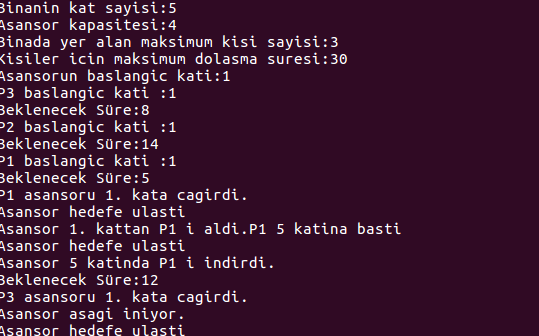 Binanin kat sayisi:5
Asansor kapasitesi:4
Binada yer alan maksimum kisi sayisi:3
Kisiler icin maksimum dolasma suresi:30
Asansorun baslangic kati:1
P3 baslangic kati :1
Beklenecek Süre:8
P2 baslangic kati :1
Beklenecek Süre:14
P1 baslangic kati :1
Beklenecek Süre:5
P1 asansoru 1. kata cagirdi.
Asansor hedefe ulasti
Asansor 1. kattan P1 i aldi.P1 5 katina basti
Asansor hedefe ulasti
Asansor 5 katinda P1 i indirdi.
Beklenecek Süre:12
P3 asansoru 1. kata cagirdi.
Asansor asagi iniyor.
Asansor hedefe ulasti